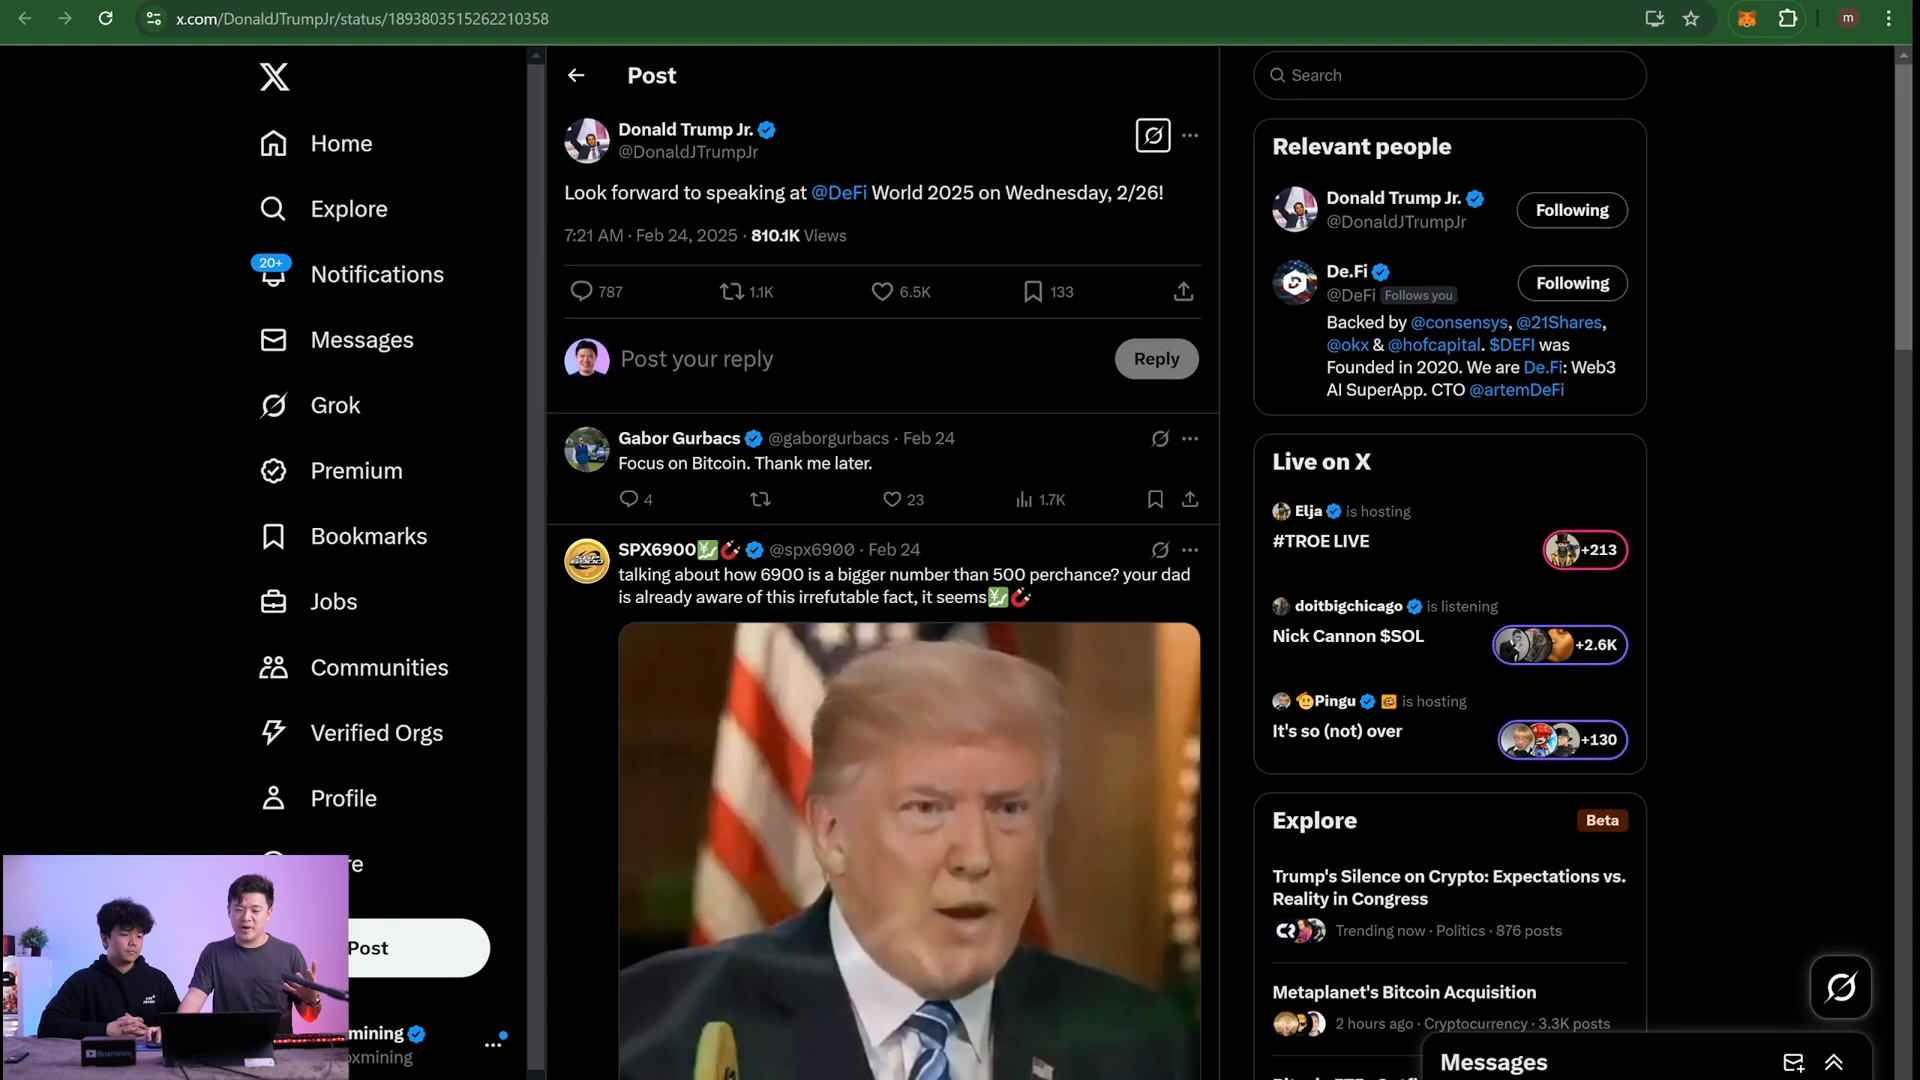 x.com/DonaldJTrumpJr/status/1893803515262210358
m
Home
Explore
20+
Notifications
Messages
Grok
Premium
Bookmarks
Jobs
Communities
Verified Orgs
Profile
re
Post
mining
oxmining
Boxmining
Post
Donald Trump Jr.
@DonaldJTrumpJr
Look forward to speaking at @DeFi World 2025 on Wednesday, 2/26!
7:21 AM · Feb 24, 2025 · 810.1K Views
787 1.1K 6.5K 133
Post your reply
Reply
Gabor Gurbacs @gaborgurbacs · Feb 24
Focus on Bitcoin. Thank me later.
4 23 1.7K
SPX6900💹🧲 @spx6900 · Feb 24
talking about how 6900 is a bigger number than 500 perchance? your dad
is already aware of this irrefutable fact, it seems💹🧲
Search
Relevant people
Donald Trump Jr.
@DonaldJTrumpJr
Following
De.Fi
@DeFi Follows you
Following
Backed by @consensys, @21Shares,
@okx & @hofcapital. $DEFI was
Founded in 2020. We are De.Fi: Web3
AI SuperApp. CTO @artemDeFi
Live on X
Elja is hosting
#TROE LIVE
+213
doitbigchicago is listening
Nick Cannon $SOL
+2.6K
Pingu is hosting
It's so (not) over
+130
Explore
Beta
Trump's Silence on Crypto: Expectations vs.
Reality in Congress
Trending now · Politics · 876 posts
Metaplanet's Bitcoin Acquisition
2 hours ago · Cryptocurrency · 3.3K posts
Messages